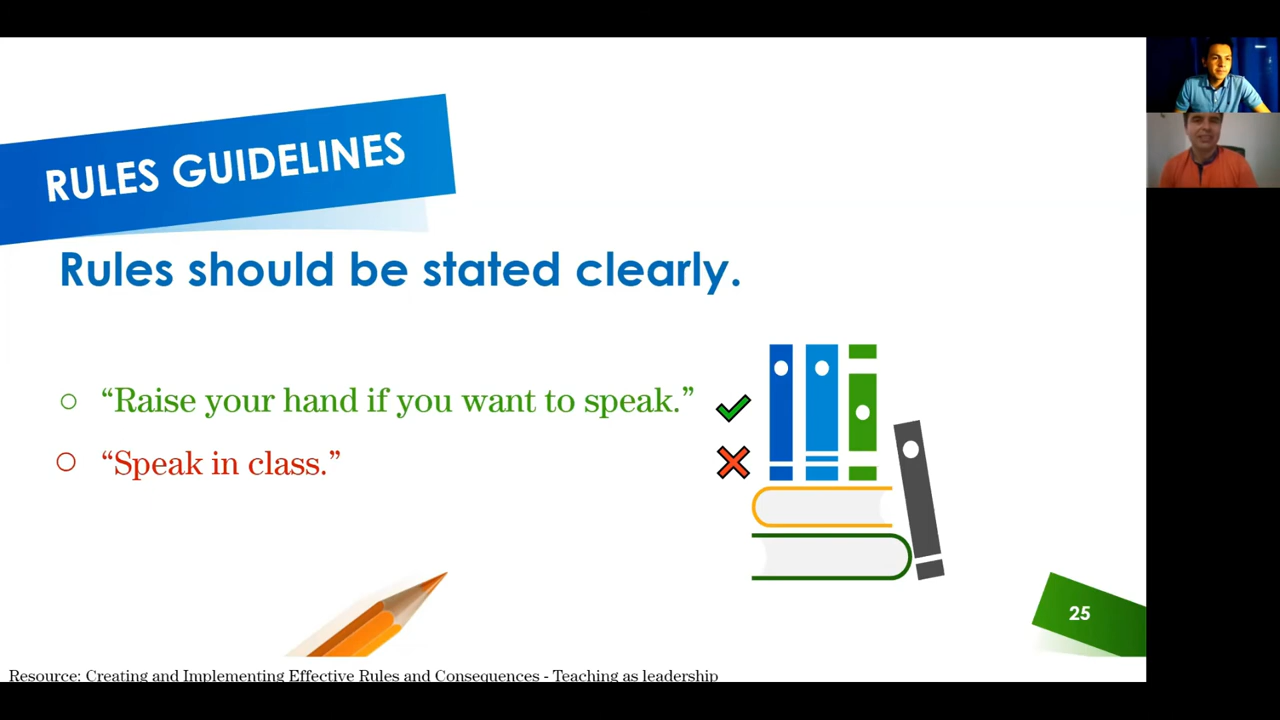 RULES GUIDELINES
Rules should be stated clearly.
“Raise your hand if you want to speak.”
“Speak in class.”
25
Resource: Creating and Implementing Effective Rules and Consequences - Teaching as leadership